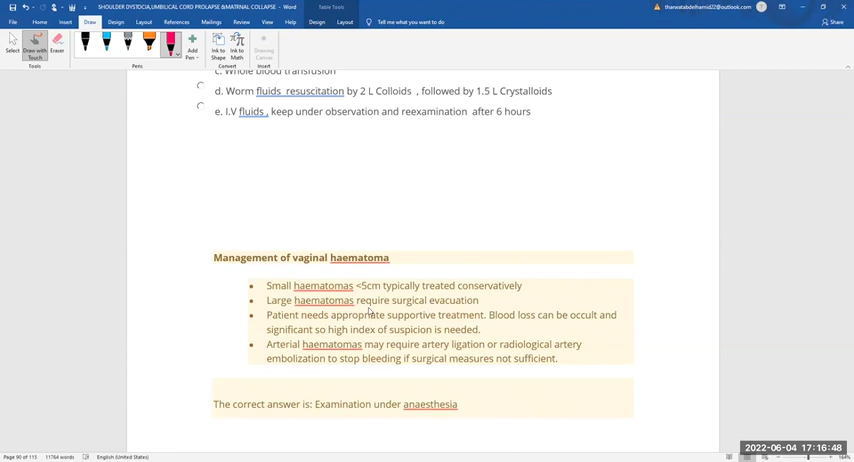 SHOULDER DYSTOCIA,UMBILICAL CORD PROLAPSE &MATRNAL COLLAPSE - Word
Table Tools
tharwatabdelhamid22@outlook.com
File Home Insert Draw Design Layout References Mailings Review View Help Design Layout Tell me what you want to do Share
Select Draw with Touch Eraser Add Pen Ink to Shape Ink to Math Drawing Canvas
Tools Pens Convert Insert
c. Whole blood transfusion
d. Worm fluids resuscitation by 2 L Colloids , followed by 1.5 L Crystalloids
e. I.V fluids , keep under observation and reexamination after 6 hours
Management of vaginal haematoma
• Small haematomas <5cm typically treated conservatively
• Large haematomas require surgical evacuation
• Patient needs appropriate supportive treatment. Blood loss can be occult and
significant so high index of suspicion is needed.
• Arterial haematomas may require artery ligation or radiological artery
embolization to stop bleeding if surgical measures not sufficient.
The correct answer is: Examination under anaesthesia
2022-06-04 17:16:48
Page 90 of 115 11764 words English (United States) 164%